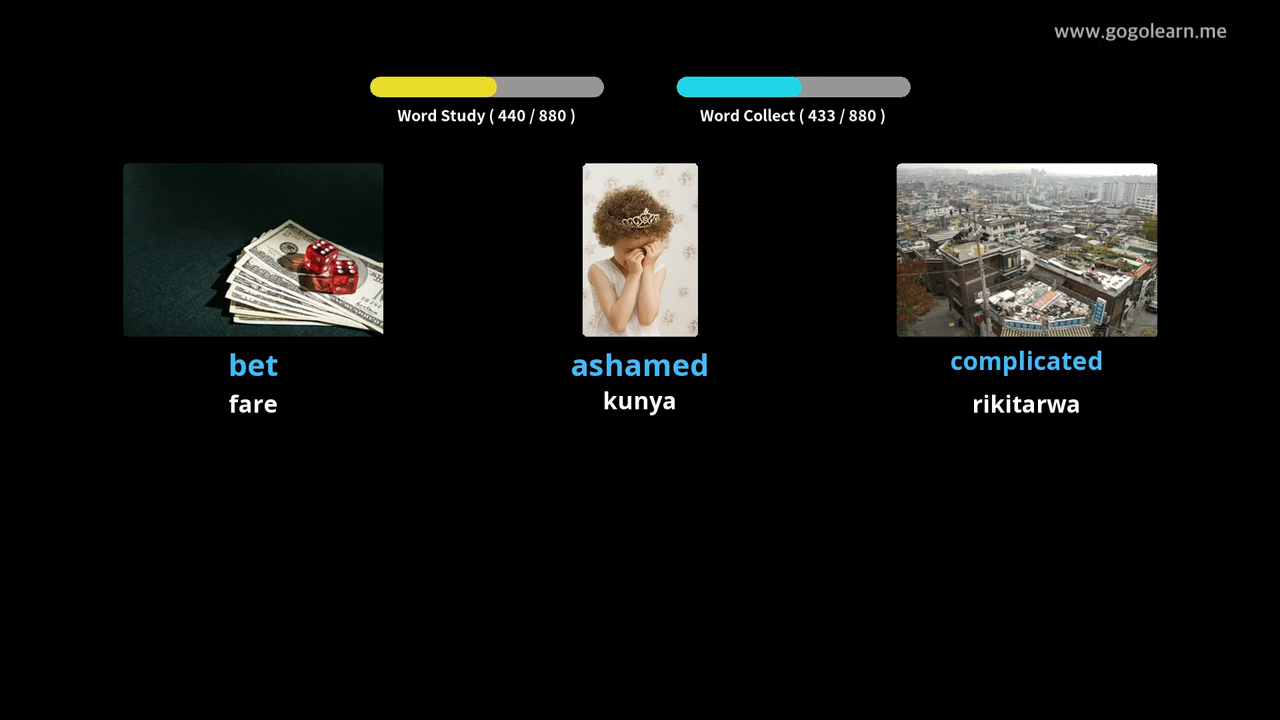 www.gogolearn.me
Word Study ( 440 / 880 )
Word Collect ( 433 / 880 )
bet
ashamed
complicated
fare
kunya
rikitarwa